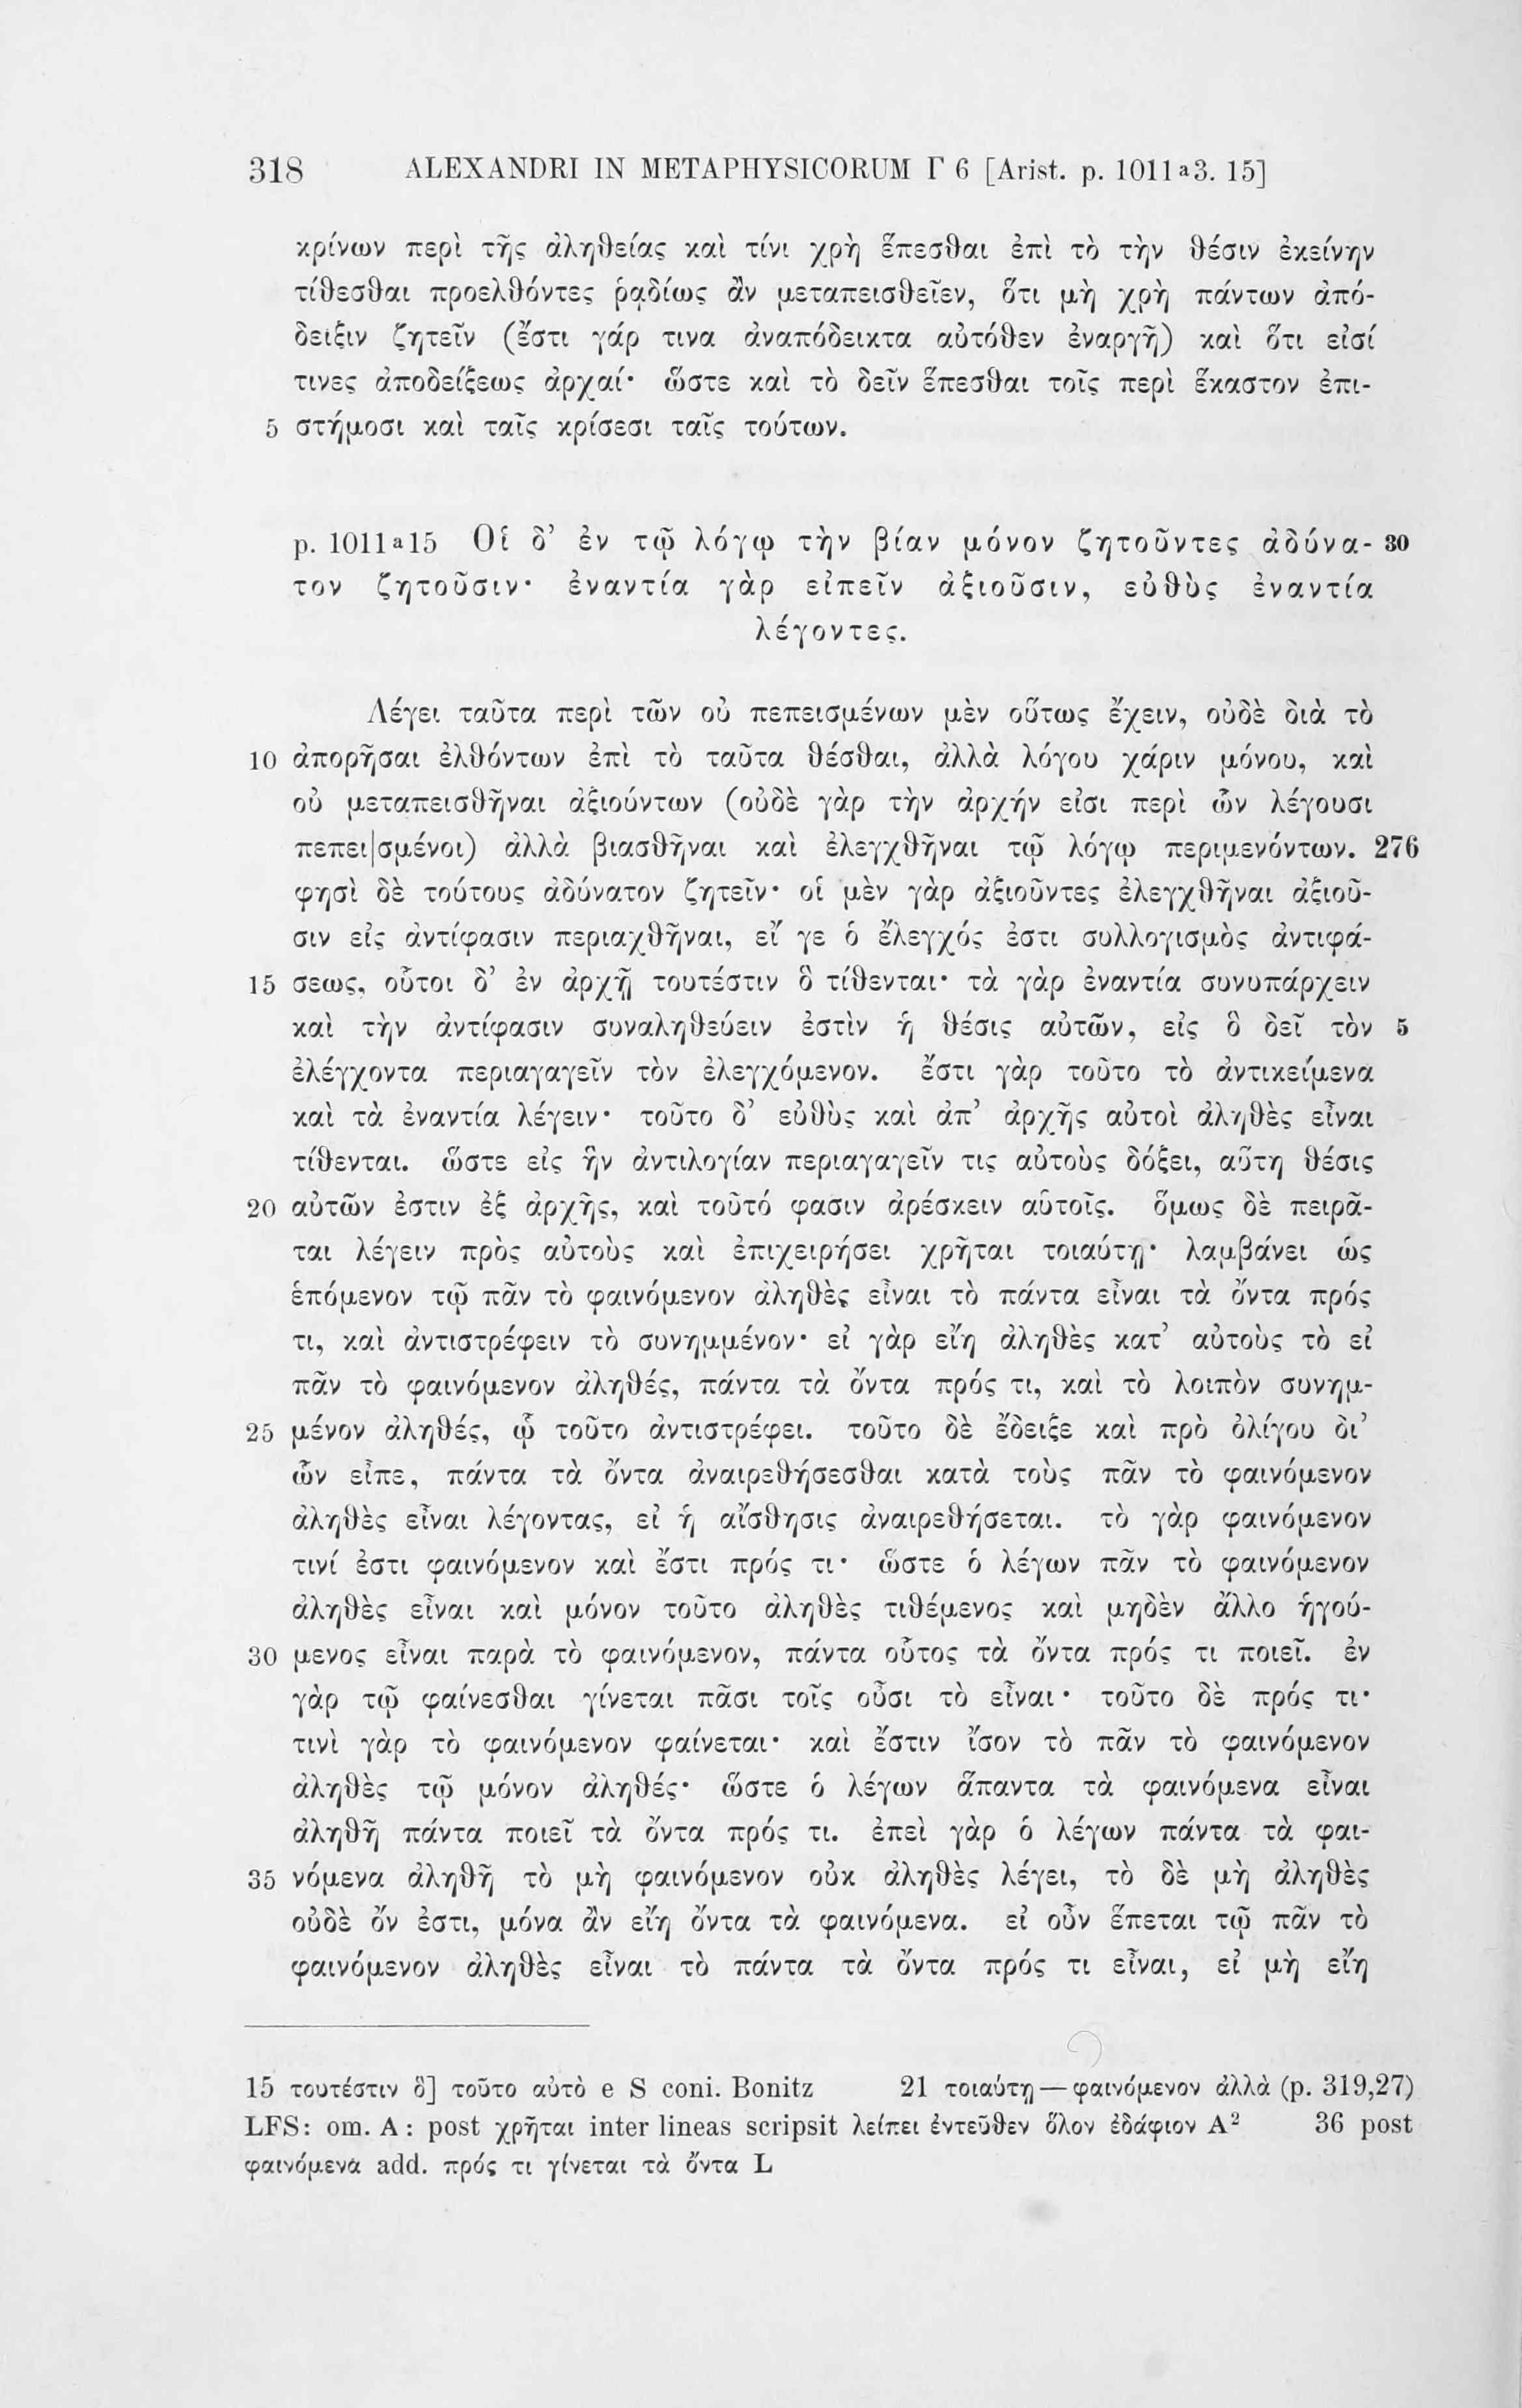 318 ALEXANDRI IN METAPHYSICORUM Γ 6 [Arist. p. 1011ᵃ3. 15]
κρίνων περὶ τῆς ἀληθείας καὶ τίνι χρὴ ἕπεσθαι ἐπὶ τὸ τὴν θέσιν ἐκείνην
τίθεσθαι προελθόντες ῥᾳδίως ἂν μεταπεισθεῖεν, ὅτι μὴ χρὴ πάντων ἀπό-
δειξιν ζητεῖν (ἔστι γάρ τινα ἀναπόδεικτα αὐτόθεν ἐναργῆ) καὶ ὅτι εἰσί
τινες ἀποδείξεως ἀρχαί· ὥστε καὶ τὸ δεῖν ἕπεσθαι τοῖς περὶ ἕκαστον ἐπι-
5 στήμοσι καὶ ταῖς κρίσεσι ταῖς τούτων.
p. 1011ᵃ15 Οἱ δ’ ἐν τῷ λόγῳ τὴν βίαν μόνον ζητοῦντες ἀδύνα- 30
τον ζητοῦσιν· ἐναντία γὰρ εἰπεῖν ἀξιοῦσιν, εὐθὺς ἐναντία
λέγοντες.
Λέγει ταῦτα περὶ τῶν οὐ πεπεισμένων μὲν οὕτως ἔχειν, οὐδὲ διὰ τὸ
10 ἀπορῆσαι ἐλθόντων ἐπὶ τὸ ταῦτα θέσθαι, ἀλλὰ λόγου χάριν μόνου, καὶ
οὐ μεταπεισθῆναι ἀξιούντων (οὐδὲ γὰρ τὴν ἀρχήν εἰσι περὶ ὧν λέγουσι
πεπει|σμένοι) ἀλλὰ βιασθῆναι καὶ ἐλεγχθῆναι τῷ λόγῳ περιμενόντων. 276
φησὶ δὲ τούτους ἀδύνατον ζητεῖν· οἱ μὲν γὰρ ἀξιοῦντες ἐλεγχθῆναι ἀξιοῦ-
σιν εἰς ἀντίφασιν περιαχθῆναι, εἴ γε ὁ ἔλεγχός ἐστι συλλογισμὸς ἀντιφά-
15 σεως, οὗτοι δ’ ἐν ἀρχῇ τουτέστιν ὃ τίθενται· τὰ γὰρ ἐναντία συνυπάρχειν
καὶ τὴν ἀντίφασιν συναληθεύειν ἐστὶν ἡ θέσις αὐτῶν, εἰς ὃ δεῖ τὸν 5
ἐλέγχοντα περιαγαγεῖν τὸν ἐλεγχόμενον. ἔστι γὰρ τοῦτο τὸ ἀντικείμενα
καὶ τὰ ἐναντία λέγειν· τοῦτο δ’ εὐθὺς καὶ ἀπ’ ἀρχῆς αὐτοὶ ἀληθὲς εἶναι
τίθενται. ὥστε εἰς ἣν ἀντιλογίαν περιαγαγεῖν τις αὐτοὺς δόξει, αὕτη θέσις
20 αὐτῶν ἐστιν ἐξ ἀρχῆς, καὶ τοῦτό φασιν ἀρέσκειν αὑτοῖς. ὅμως δὲ πειρᾶ-
ται λέγειν πρὸς αὐτοὺς καὶ ἐπιχειρήσει χρῆται τοιαύτῃ· λαμβάνει ὡς
ἑπόμενον τῷ πᾶν τὸ φαινόμενον ἀληθὲς εἶναι τὸ πάντα εἶναι τὰ ὄντα πρός
τι, καὶ ἀντιστρέφειν τὸ συνημμένον· εἰ γὰρ εἴη ἀληθὲς κατ’ αὐτοὺς τὸ εἰ
πᾶν τὸ φαινόμενον ἀληθές, πάντα τὰ ὄντα πρός τι, καὶ τὸ λοιπὸν συνημ-
25 μένον ἀληθές, ᾧ τοῦτο ἀντιστρέφει. τοῦτο δὲ ἔδειξε καὶ πρὸ ὀλίγου δι’
ὧν εἶπε, πάντα τὰ ὄντα ἀναιρεθήσεσθαι κατὰ τοὺς πᾶν τὸ φαινόμενον
ἀληθὲς εἶναι λέγοντας, εἰ ἡ αἴσθησις ἀναιρεθήσεται. τὸ γὰρ φαινόμενον
τινί ἐστι φαινόμενον καὶ ἔστι πρός τι· ὥστε ὁ λέγων πᾶν τὸ φαινόμενον
ἀληθὲς εἶναι καὶ μόνον τοῦτο ἀληθὲς τιθέμενος καὶ μηδὲν ἄλλο ἡγού-
30 μενος εἶναι παρὰ τὸ φαινόμενον, πάντα οὗτος τὰ ὄντα πρός τι ποιεῖ. ἐν
γὰρ τῷ φαίνεσθαι γίνεται πᾶσι τοῖς οὖσι τὸ εἶναι· τοῦτο δὲ πρός τι·
τινὶ γὰρ τὸ φαινόμενον φαίνεται· καὶ ἔστιν ἴσον τὸ πᾶν τὸ φαινόμενον
ἀληθὲς τῷ μόνον ἀληθές· ὥστε ὁ λέγων ἅπαντα τὰ φαινόμενα εἶναι
ἀληθῆ πάντα ποιεῖ τὰ ὄντα πρός τι. ἐπεὶ γὰρ ὁ λέγων πάντα τὰ φαι-
35 νόμενα ἀληθῆ τὸ μὴ φαινόμενον οὐκ ἀληθὲς λέγει, τὸ δὲ μὴ ἀληθὲς
οὐδὲ ὄν ἐστι, μόνα ἂν εἴη ὄντα τὰ φαινόμενα. εἰ οὖν ἕπεται τῷ πᾶν τὸ
φαινόμενον ἀληθὲς εἶναι τὸ πάντα τὰ ὄντα πρός τι εἶναι, εἰ μὴ εἴη
15 τουτέστιν ὃ] τοῦτο αὐτὸ e S coni. Bonitz 21 τοιαύτῃ — φαινόμενον ἀλλὰ (p. 319,27)
LFS: om. A: post χρῆται inter lineas scripsit λείπει ἐντεῦθεν ὅλον ἐδάφιον A² 36 post
φαινόμενα add. πρός τι γίνεται τὰ ὄντα L